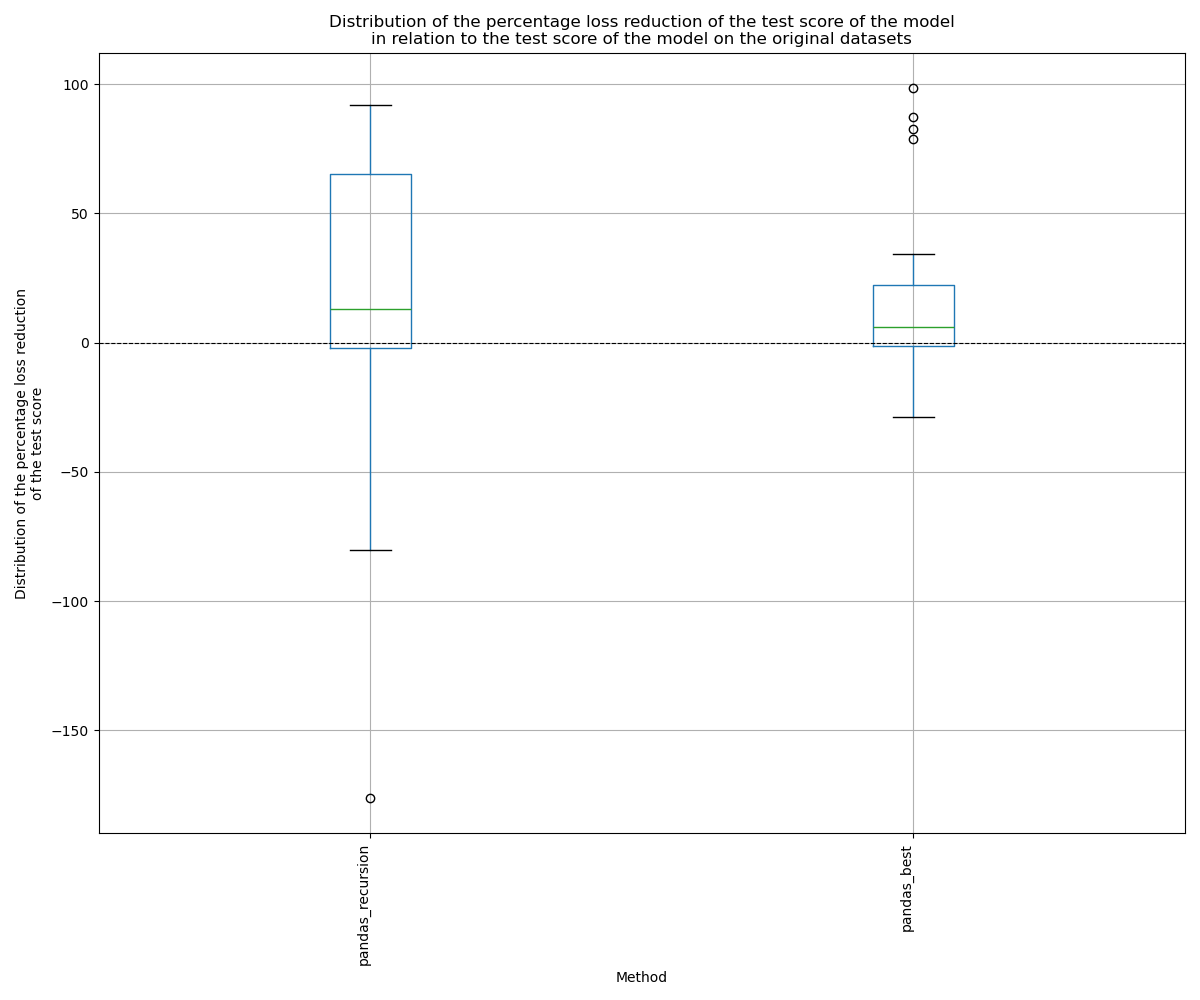 Distribution of the percentage loss reduction of the test score of the model
in relation to the test score of the model on the original datasets
Distribution of the percentage loss reduction
of the test score
100
50
0
−50
−100
−150
pandas_recursion
pandas_best
Method